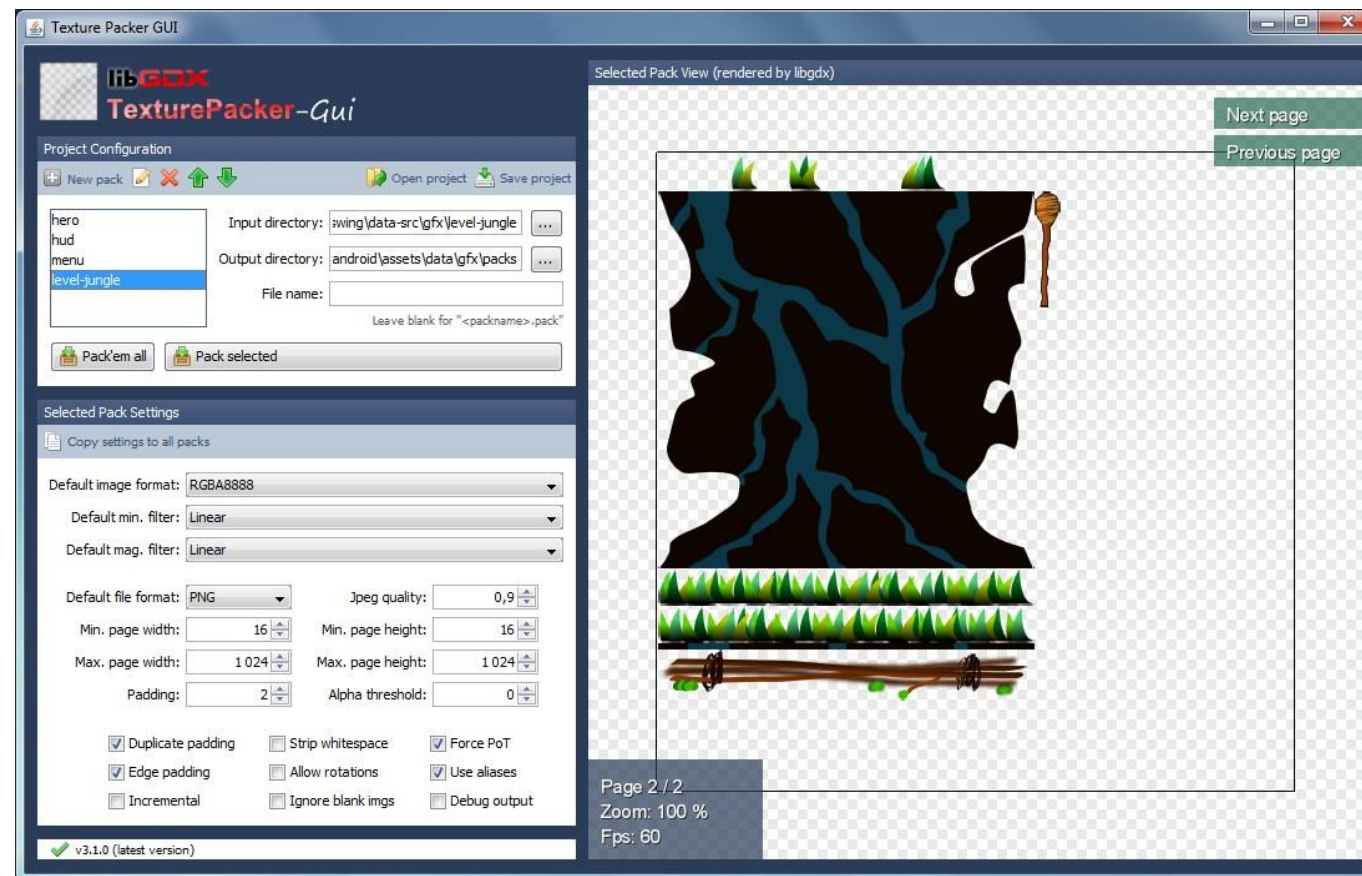 Texture Packer GUI
libGDX
TexturePacker-Gui
Project Configuration
New pack
Open project
Save project
hero
hud
menu
level-jungle
Input directory: swing\data-src\gfx\level-jungle ...
Output directory: android\assets\data\gfx\packs ...
File name:
Leave blank for "<packname>.pack"
Pack'em all
Pack selected
Selected Pack Settings
Copy settings to all packs
Default image format: RGBA8888
Default min. filter: Linear
Default mag. filter: Linear
Default file format: PNG
Jpeg quality: 0,9
Min. page width: 16
Min. page height: 16
Max. page width: 1 024
Max. page height: 1 024
Padding: 2
Alpha threshold: 0
Duplicate padding
Strip whitespace
Force PoT
Edge padding
Allow rotations
Use aliases
Incremental
Ignore blank imgs
Debug output
v3.1.0 (latest version)
Selected Pack View (rendered by libgdx)
Next page
Previous page
Page 2 / 2
Zoom: 100 %
Fps: 60